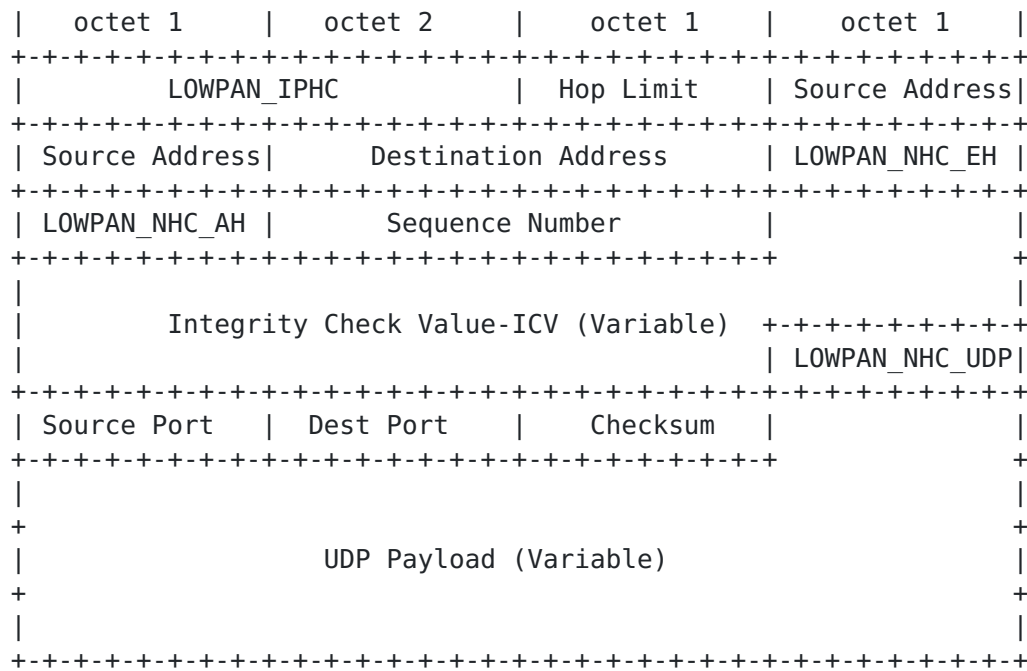 |   octet 1     |    octet 2     |    octet 1    |    octet 1    |
+-+-+-+-+-+-+-+-+-+-+-+-+-+-+-+-+-+-+-+-+-+-+-+-+-+-+-+-+-+-+-+-+
|         LOWPAN_IPHC           |  Hop Limit    | Source Address|
+-+-+-+-+-+-+-+-+-+-+-+-+-+-+-+-+-+-+-+-+-+-+-+-+-+-+-+-+-+-+-+-+
| Source Address|      Destination Address      | LOWPAN_NHC_EH |
+-+-+-+-+-+-+-+-+-+-+-+-+-+-+-+-+-+-+-+-+-+-+-+-+-+-+-+-+-+-+-+-+
| LOWPAN_NHC_AH |       Sequence Number         |               |
+-+-+-+-+-+-+-+-+-+-+-+-+-+-+-+-+-+-+-+-+-+-+-+-+               +
|                                                               |
|         Integrity Check Value-ICV (Variable)  +-+-+-+-+-+-+-+-+
|                                               | LOWPAN_NHC_UDP|
+-+-+-+-+-+-+-+-+-+-+-+-+-+-+-+-+-+-+-+-+-+-+-+-+-+-+-+-+-+-+-+-+
| Source Port   |  Dest Port    |    Checksum   |               |
+-+-+-+-+-+-+-+-+-+-+-+-+-+-+-+-+-+-+-+-+-+-+-+-+               +
|                                                               |
+                                                               +
|                   UDP Payload (Variable)                      |
+                                                               +
|                                                               |
+-+-+-+-+-+-+-+-+-+-+-+-+-+-+-+-+-+-+-+-+-+-+-+-+-+-+-+-+-+-+-+-+